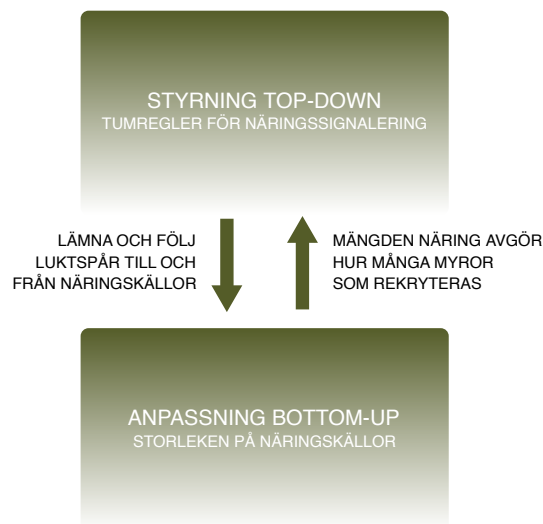 STYRNING TOP-DOWN
TUMREGLER FÖR NÄRINGSSIGNALERING
LÄMNA OCH FÖLJ
LUKTSPÅR TILL OCH
FRÅN NÄRINGSKÄLLOR
MÄNGDEN NÄRING AVGÖR
HUR MÅNGA MYROR
SOM REKRYTERAS
ANPASSNING BOTTOM-UP
STORLEKEN PÅ NÄRINGSKÄLLOR